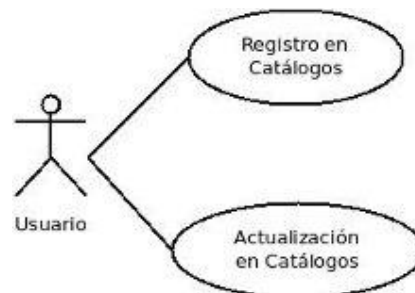 Registro en
Catálogos
Usuario
Actualización
en Catálogos